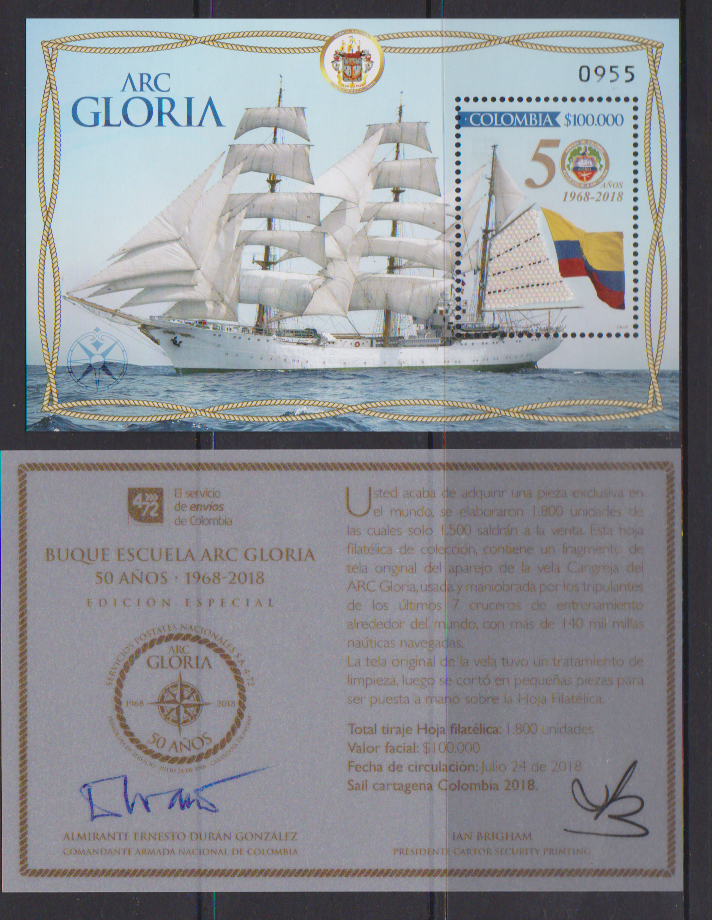 ARC
GLORIA
0955
COLOMBIA $100.000
50
AÑOS
1968-2018
4-72
El servicio
de envíos
de Colombia
BUQUE ESCUELA ARC GLORIA
50 AÑOS · 1968-2018
EDICIÓN ESPECIAL
SERVICIOS POSTALES NACIONALES S.A. 4-72
ARC
GLORIA
1968 2018
50 AÑOS
ALMIRANTE ERNESTO DURÁN GONZÁLEZ
COMANDANTE ARMADA NACIONAL DE COLOMBIA
Usted acaba de adquirir una pieza exclusiva en
el mundo, se elaboraron 1.800 unidades de
las cuales solo 1.500 saldrán a la venta. Esta hoja
filatélica de colección, contiene un fragmento de
tela original del aparejo de la vela Cangreja del
ARC Gloria, usada y maniobrada por los tripulantes
de los últimos 7 cruceros de entrenamiento
alrededor del mundo, con más de 140 mil millas
naúticas navegadas.
La tela original de la vela tuvo un tratamiento de
limpieza, luego se cortó en pequeñas piezas para
ser puesta a mano sobre la Hoja Filatélica.
Total tiraje Hoja filatélica: 1.800 unidades
Valor facial: $100.000
Fecha de circulación: Julio 24 de 2018
Sail cartagena Colombia 2018.
IAN BRIGHAM
PRESIDENTE CARTOR SECURITY PRINTING